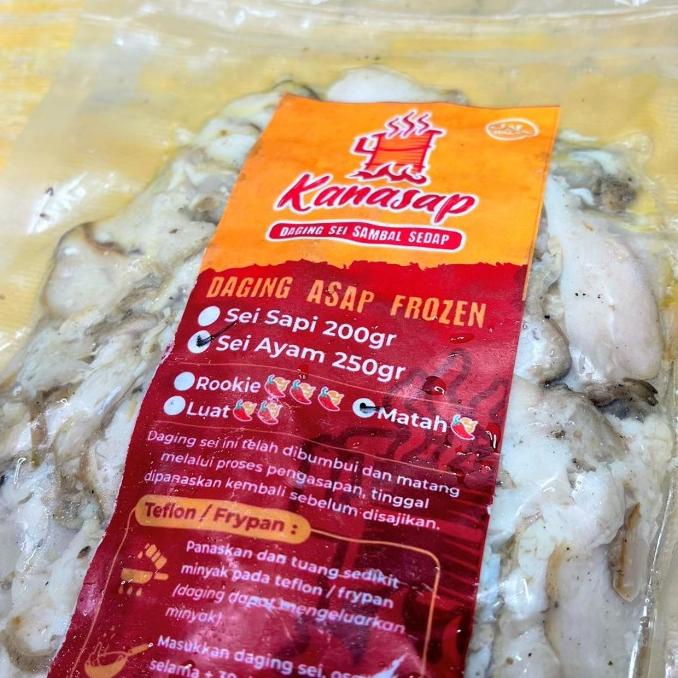 Kanasap
DAGING SEI SAMBAL SEDAP
DAGING ASAP FROZEN
Sei Sapi 200gr
Sei Ayam 250gr
Rookie
Matah
Luat
Daging sei ini telah dibumbui dan matang
melalui proses pengasapan, tinggal
dipanaskan kembali sebelum disajikan.
Teflon / Frypan :
Panaskan dan tuang sedikit
minyak pada teflon / frypan
(daging dapat mengeluarkan
minyak)
Masukkan daging sei,
selama ± 30